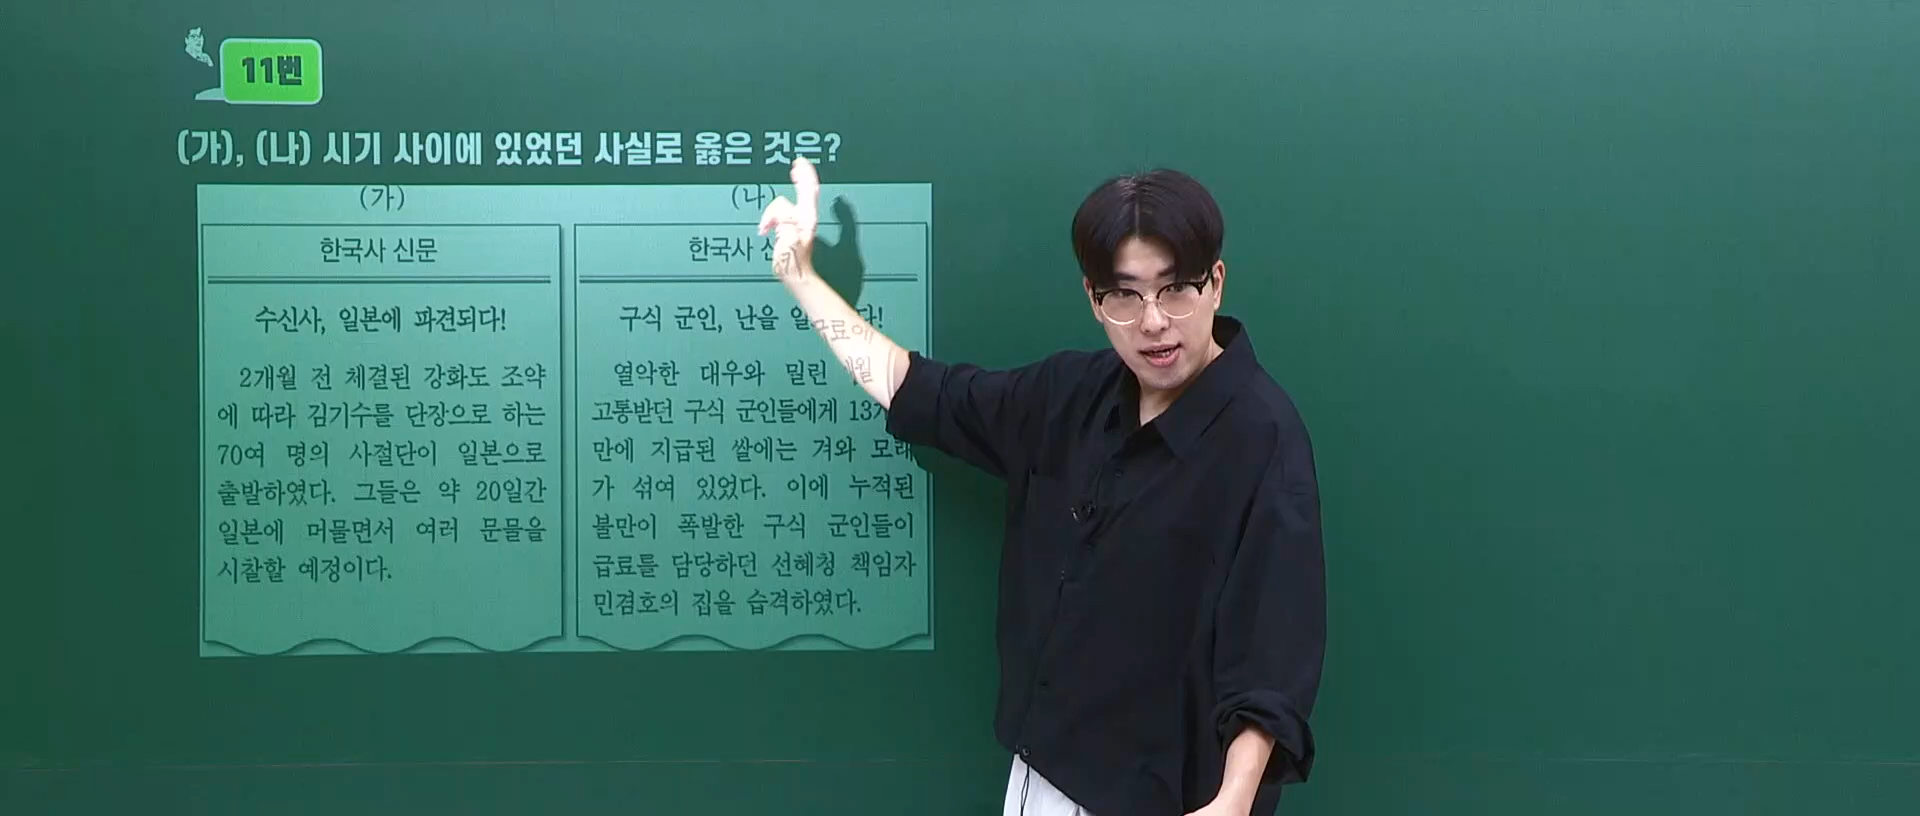 11번
(가), (나) 시기 사이에 있었던 사실로 옳은 것은?
(가)
한국사 신문
수신사, 일본에 파견되다!
2개월 전 체결된 강화도 조약
에 따라 김기수를 단장으로 하는
70여 명의 사절단이 일본으로
출발하였다. 그들은 약 20일간
일본에 머물면서 여러 문물을
시찰할 예정이다.
(나)
한국사
구식 군인, 난을
열악한 대우와 밀린 급료에
고통받던 구식 군인들에게 13개월
만에 지급된 쌀에는 겨와 모래
가 섞여 있었다. 이에 누적된
불만이 폭발한 구식 군인들이
급료를 담당하던 선혜청 책임자
민겸호의 집을 습격하였다.